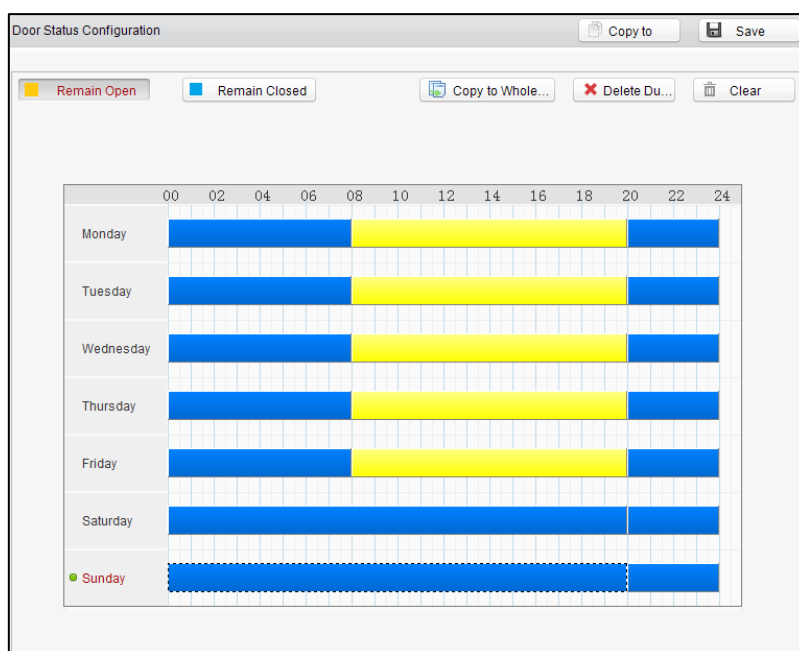 Door Status Configuration Copy to Save
Remain Open Remain Closed Copy to Whole... Delete Du... Clear
00 02 04 06 08 10 12 14 16 18 20 22 24
Monday
Tuesday
Wednesday
Thursday
Friday
Saturday
Sunday